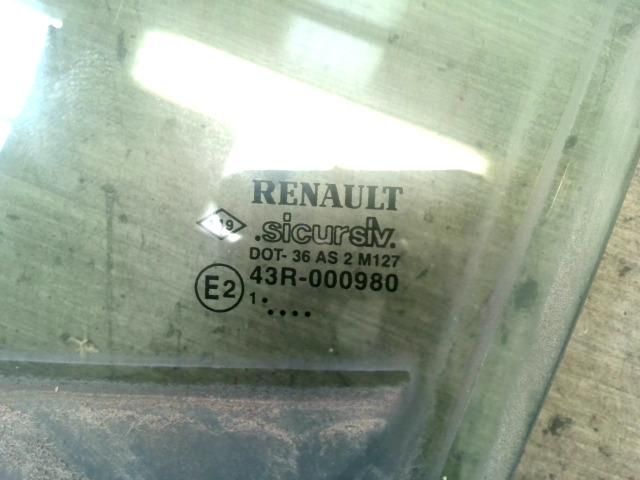 RENAULT
19
.sicursiv.
DOT- 36 AS 2 M127
E2
43R-000980
1.
....